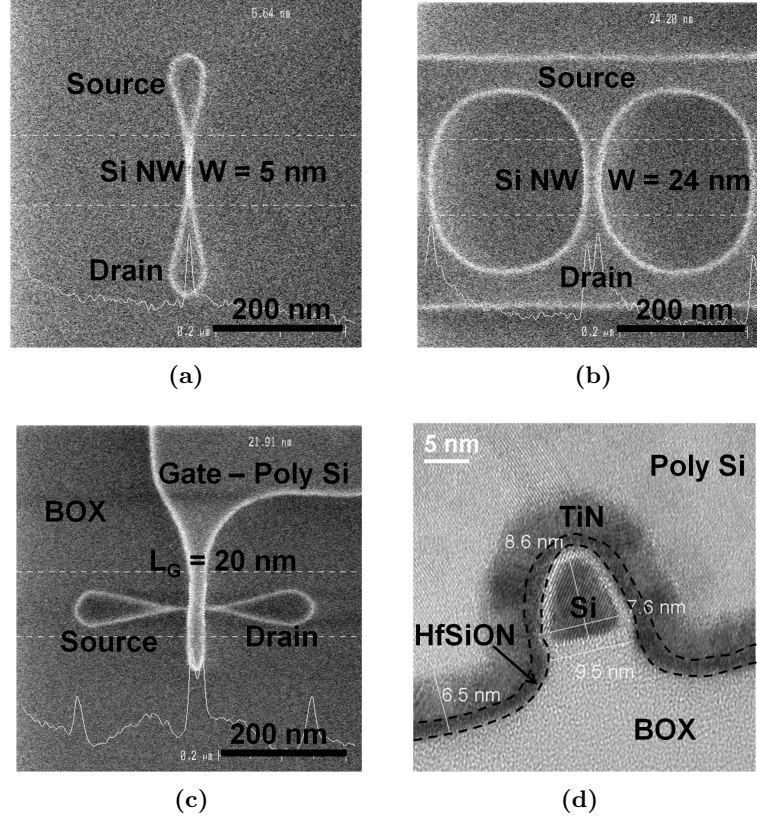 5.64 nm
Source
Si NW W = 5 nm
Drain
200 nm
0.2 μm
(a)
24.20 nm
Source
Si NW W = 24 nm
Drain
200 nm
0.2 μm
(b)
21.91 nm
Gate – Poly Si
BOX
L_G = 20 nm
Source Drain
200 nm
0.2 μm
(c)
5 nm
Poly Si
TiN
8.6 nm
Si
7.6 nm
HfSiON
9.5 nm
6.5 nm
BOX
(d)